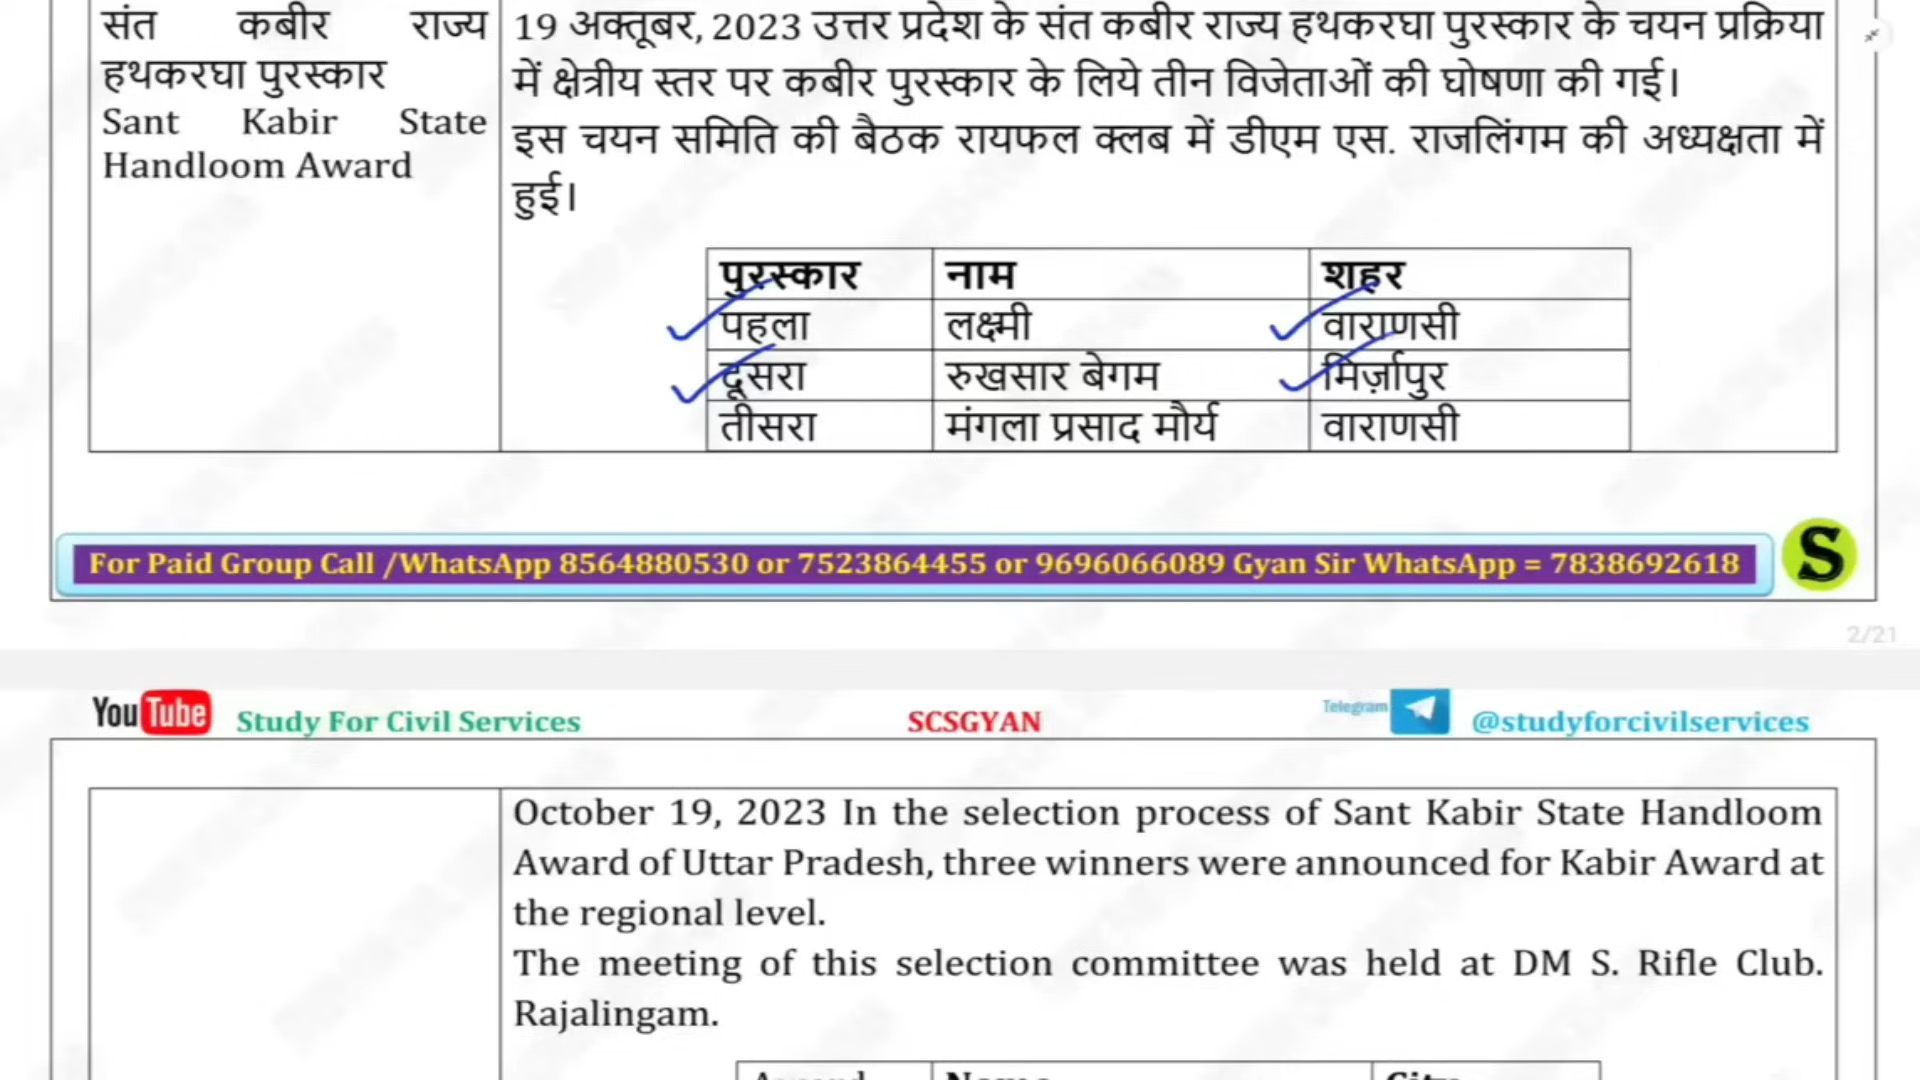 संत कबीर राज्य
हथकरघा पुरस्कार
Sant Kabir State
Handloom Award
19 अक्तूबर, 2023 उत्तर प्रदेश के संत कबीर राज्य हथकरघा पुरस्कार के चयन प्रक्रिया
में क्षेत्रीय स्तर पर कबीर पुरस्कार के लिये तीन विजेताओं की घोषणा की गई।
इस चयन समिति की बैठक रायफल क्लब में डीएम एस. राजलिंगम की अध्यक्षता में
हुई।
पुरस्कार नाम शहर
पहला लक्ष्मी वाराणसी
दूसरा रुखसार बेगम मिर्ज़ापुर
तीसरा मंगला प्रसाद मौर्य वाराणसी
For Paid Group Call /WhatsApp 8564880530 or 7523864455 or 9696066089 Gyan Sir WhatsApp = 7838692618
S
2/21
YouTube Study For Civil Services SCSGYAN Telegram @studyforcivilservices
October 19, 2023 In the selection process of Sant Kabir State Handloom
Award of Uttar Pradesh, three winners were announced for Kabir Award at
the regional level.
The meeting of this selection committee was held at DM S. Rifle Club.
Rajalingam.